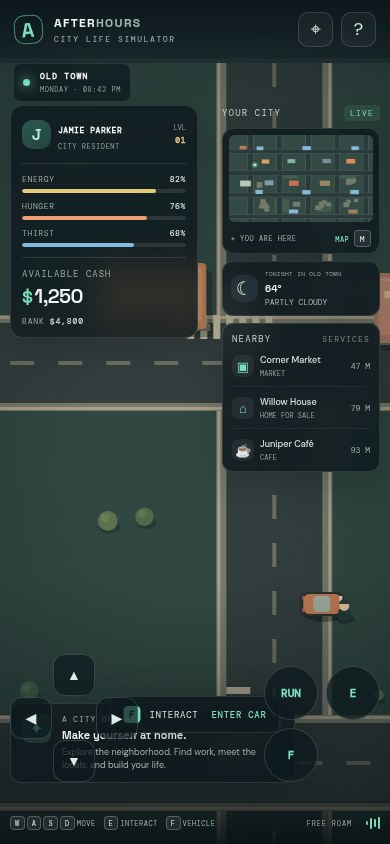 A
AFTERHOURS
CITY LIFE SIMULATOR
?
OLD TOWN
MONDAY · 08:42 PM
J
JAMIE PARKER
CITY RESIDENT
LVL
01
ENERGY 82%
HUNGER 76%
THIRST 68%
AVAILABLE CASH
$1,250
BANK $4,800
YOUR CITY
LIVE
YOU ARE HERE
MAP M
TONIGHT IN OLD TOWN
64°
PARTLY CLOUDY
NEARBY
SERVICES
Corner Market
MARKET
47 M
Willow House
HOME FOR SALE
79 M
Juniper Café
CAFE
93 M
RUN
E
F
F INTERACT ENTER CAR
A CITY
Make yourself at home.
Explore the neighborhood. Find work, meet the
locals, and build your life.
W A S D MOVE E INTERACT F VEHICLE
FREE ROAM